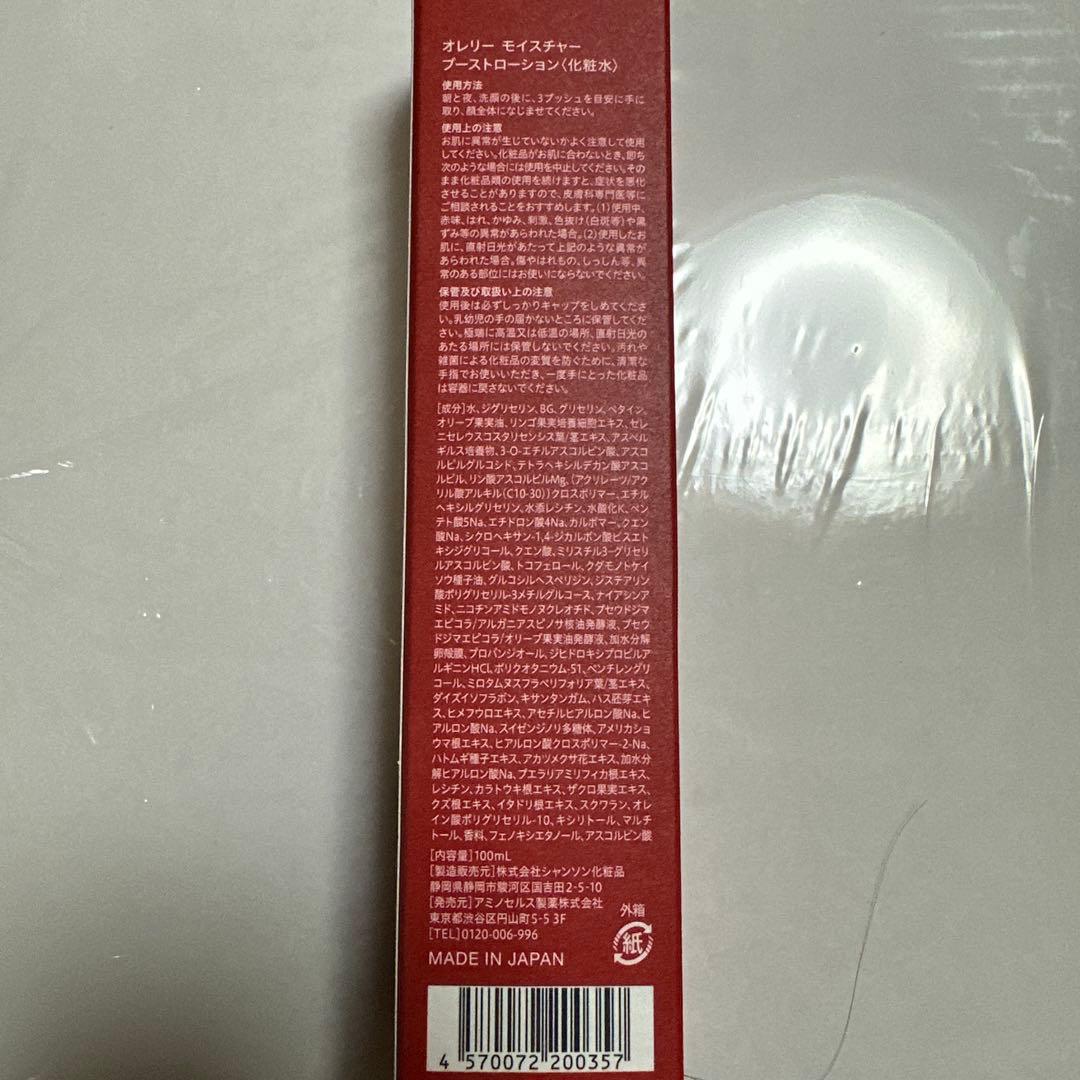 オレリー モイスチャー
ブーストローション〈化粧水〉
使用方法
朝と夜、洗顔の後に、3プッシュを目安に手に
取り、顔全体になじませてください。
使用上の注意
お肌に異常が生じていないかよく注意して使用
してください。化粧品がお肌に合わないとき、即ち
次のような場合には使用を中止してください。その
まま化粧品類の使用を続けますと、症状を悪化
させることがありますので、皮膚科専門医等に
ご相談されることをおすすめします。(1)使用中、
赤味、はれ、かゆみ、刺激、色抜け(白斑等)や黒
ずみ等の異常があらわれた場合。(2)使用したお
肌に、直射日光があたって上記のような異常が
あらわれた場合。傷やはれもの、しっしん等、異
常のある部位にはお使いにならないでください。
保管及び取扱い上の注意
使用後は必ずしっかりキャップをしめてくださ
い。乳幼児の手の届かないところに保管してくだ
さい。極端に高温又は低温の場所、直射日光の
あたる場所には保管しないでください。汚れや
雑菌による化粧品の変質を防ぐために、清潔な
手指でお使いいただき、一度手にとった化粧品
は容器に戻さないでください。
[成分]水、ジグリセリン、BG、グリセリン、ベタイン、
オリーブ果実油、リンゴ果実培養細胞エキス、セレ
ニセレウスコスタリセンシス葉/茎エキス、アスペル
ギルス培養物、3-O-エチルアスコルビン酸、アスコ
ルビルグルコシド、テトラヘキシルデカン酸アスコ
ルビル、リン酸アスコルビルMg、(アクリレーツ/アク
リル酸アルキル(C10-30))クロスポリマー、エチル
ヘキシルグリセリン、水添レシチン、水酸化K、ペン
テト酸5Na、エチドロン酸4Na、カルボマー、クエン
酸Na、シクロヘキサン-1,4-ジカルボン酸ビスエト
キシジグリコール、クエン酸、ミリスチル3-グリセリ
ルアスコルビン酸、トコフェロール、クダモノトケイ
ソウ種子油、グルコシルヘスペリジン、ジステアリン
酸ポリグリセリル-3メチルグルコース、ナイアシンア
ミド、ニコチンアミドモノヌクレオチド、プセウドジマ
エピコラ/アルガニアスピノサ核油発酵液、プセウ
ドジマエピコラ/オリーブ果実油発酵液、加水分解
卵殻膜、プロパンジオール、ジヒドロキシプロピルア
ルギニンHCl、ポリクオタニウム-51、ペンチレングリ
コール、ミロタムヌスフラベリフォリア葉/茎エキス、
ダイズイソフラボン、キサンタンガム、ハス胚芽エキ
ス、ヒメフウロエキス、アセチルヒアルロン酸Na、ヒ
アルロン酸Na、スイゼンジノリ多糖体、アメリカショ
ウマ根エキス、ヒアルロン酸クロスポリマー-2-Na、
ハトムギ種子エキス、アカツメクサ花エキス、加水分
解ヒアルロン酸Na、プエラリアミリフィカ根エキス、
レシチン、カラトウキ根エキス、ザクロ果実エキス、
クズ根エキス、イタドリ根エキス、スクワラン、オレ
イン酸ポリグリセリル-10、キシリトール、マルチ
トール、香料、フェノキシエタノール、アスコルビン酸
[内容量]100mL
[製造販売元]株式会社シャンソン化粧品
静岡県静岡市駿河区国吉田2-5-10
[発売元]アミノセルス製薬株式会社
東京都渋谷区円山町5-5 3F
[TEL]0120-006-996
外箱
紙
MADE IN JAPAN
4 570072 200357